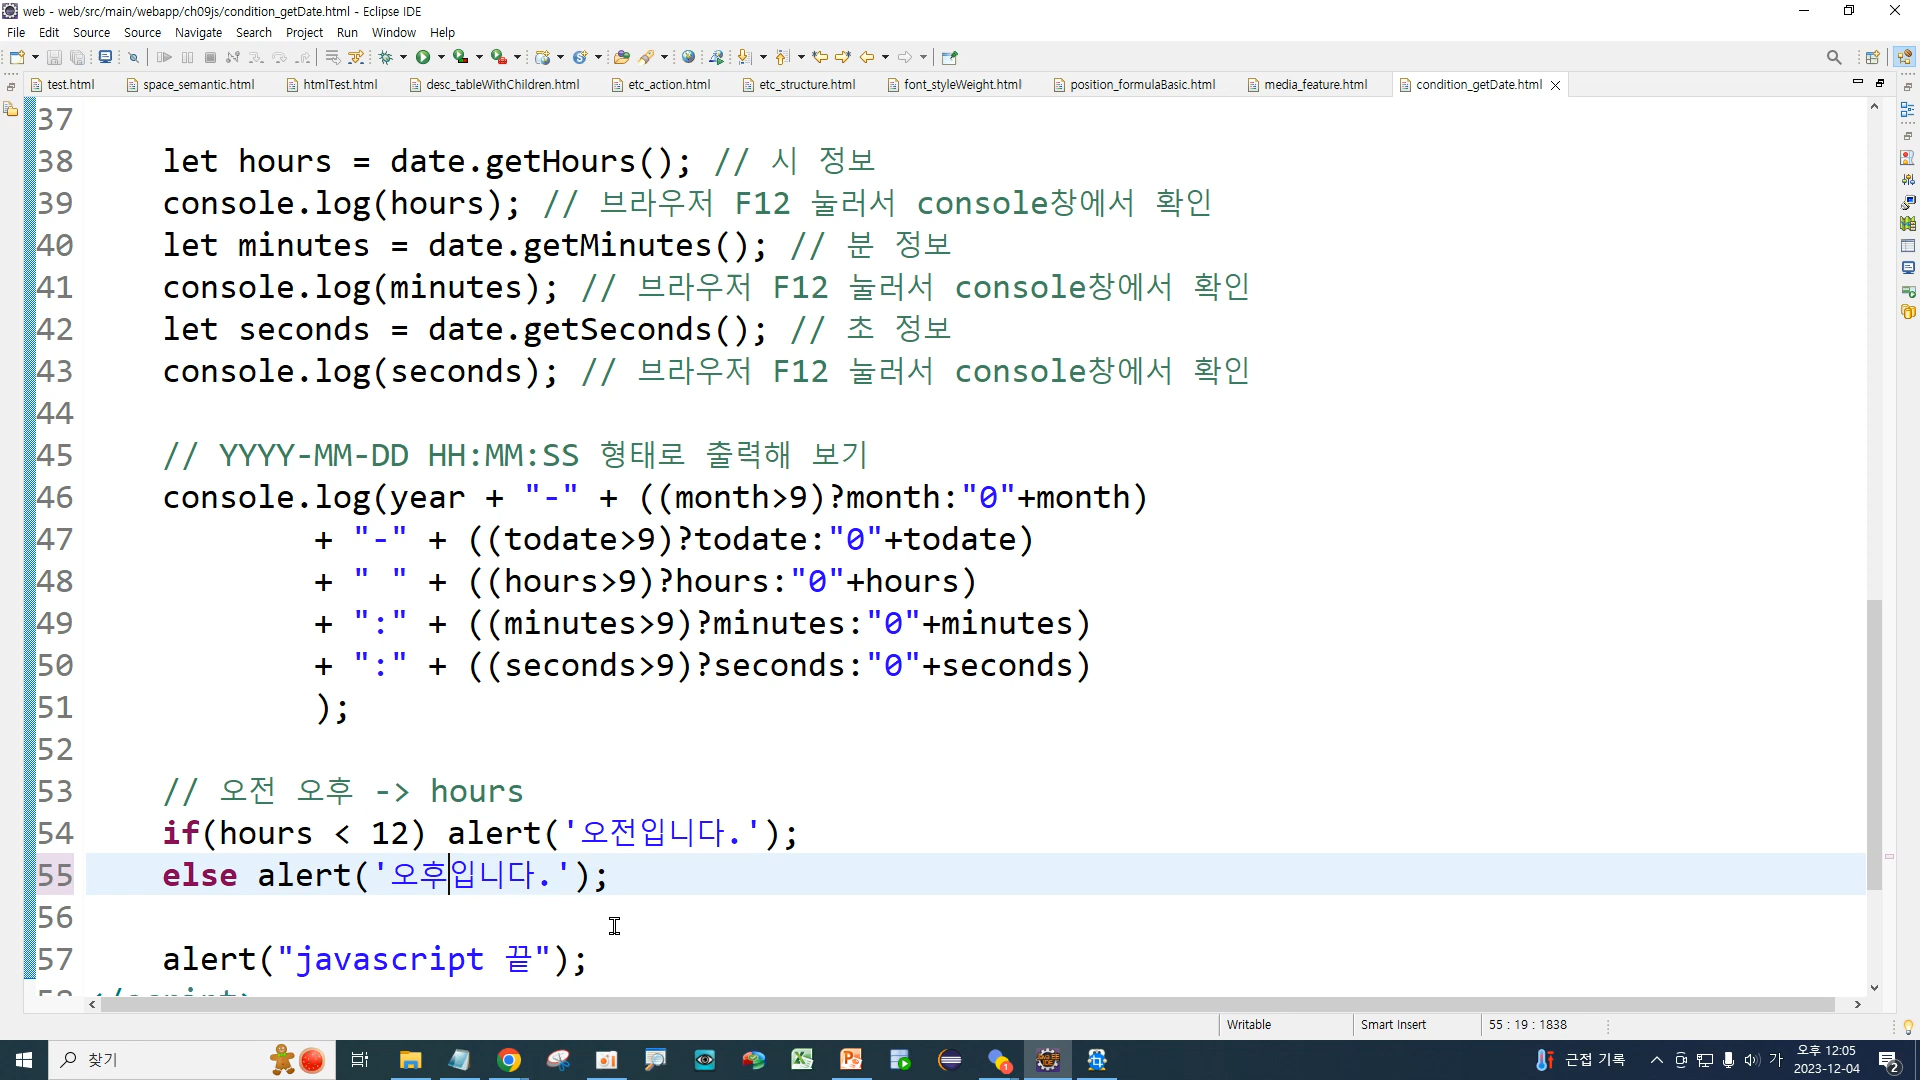 web - web/src/main/webapp/ch09js/condition_getDate.html - Eclipse IDE
File Edit Source Source Navigate Search Project Run Window Help
test.html space_semantic.html htmlTest.html desc_tableWithChildren.html etc_action.html etc_structure.html font_styleWeight.html position_formulaBasic.html media_feature.html condition_getDate.html
37
38 let hours = date.getHours(); // 시 정보
39 console.log(hours); // 브라우저 F12 눌러서 console창에서 확인
40 let minutes = date.getMinutes(); // 분 정보
41 console.log(minutes); // 브라우저 F12 눌러서 console창에서 확인
42 let seconds = date.getSeconds(); // 초 정보
43 console.log(seconds); // 브라우저 F12 눌러서 console창에서 확인
44
45 // YYYY-MM-DD HH:MM:SS 형태로 출력해 보기
46 console.log(year + "-" + ((month>9)?month:"0"+month)
47 + "-" + ((todate>9)?todate:"0"+todate)
48 + " " + ((hours>9)?hours:"0"+hours)
49 + ":" + ((minutes>9)?minutes:"0"+minutes)
50 + ":" + ((seconds>9)?seconds:"0"+seconds)
51 );
52
53 // 오전 오후 -> hours
54 if(hours < 12) alert('오전입니다.');
55 else alert('오후입니다.');
56
57 alert("javascript 끝");
58 </script>
Writable Smart Insert 55 : 19 : 1838
찾기 근접 기록 가 오후 12:05
2023-12-04 2